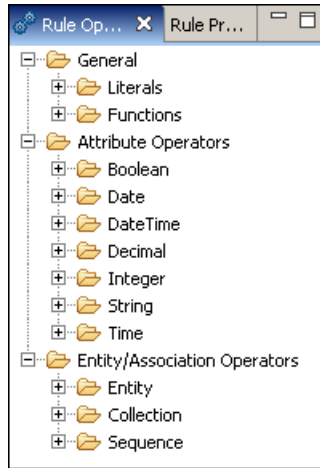 Rule Op... Rule Pr...
General
Literals
Functions
Attribute Operators
Boolean
Date
DateTime
Decimal
Integer
String
Time
Entity/Association Operators
Entity
Collection
Sequence